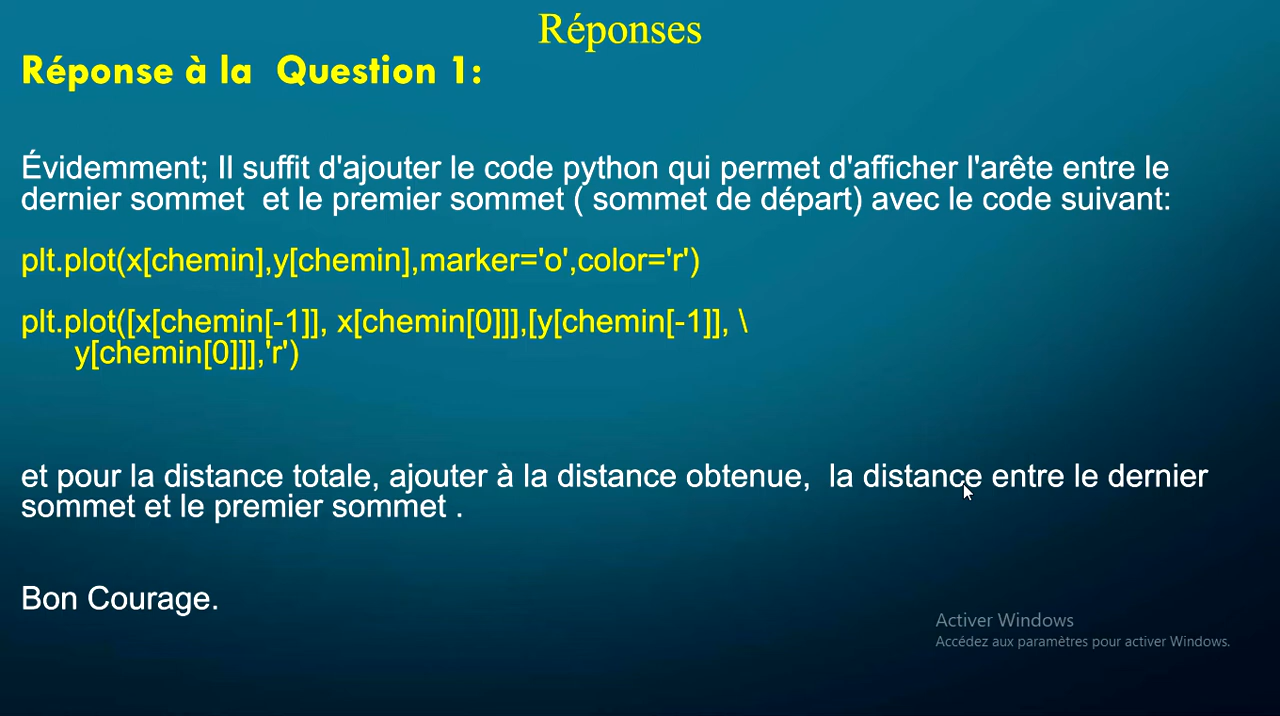 Réponses
Réponse à la Question 1:
Évidemment; Il suffit d'ajouter le code python qui permet d'afficher l'arête entre le
dernier sommet et le premier sommet ( sommet de départ) avec le code suivant:
plt.plot(x[chemin],y[chemin],marker='o',color='r')
plt.plot([x[chemin[-1]], x[chemin[0]]],[y[chemin[-1]], \
y[chemin[0]]],'r')
et pour la distance totale, ajouter à la distance obtenue, la distance entre le dernier
sommet et le premier sommet .
Bon Courage.
Activer Windows
Accédez aux paramètres pour activer Windows.